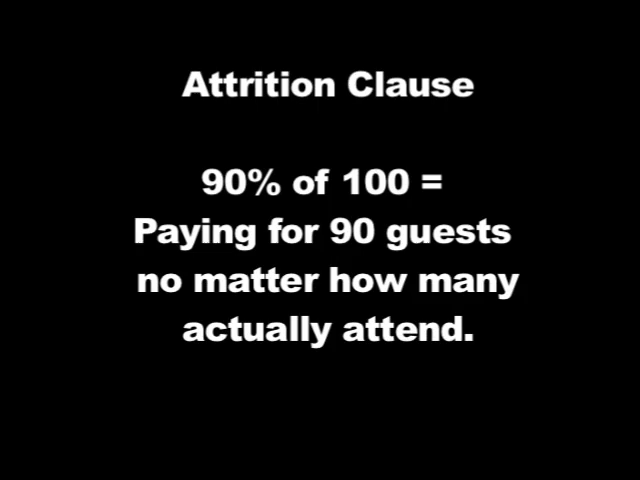 Attrition Clause
90% of 100 =
Paying for 90 guests
no matter how many
actually attend.